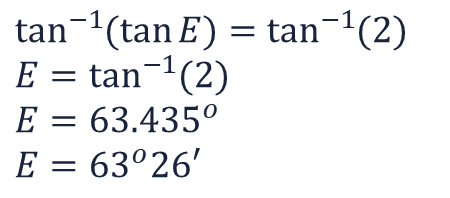 tan⁻¹(tan E) = tan⁻¹(2)
E = tan⁻¹(2)
E = 63.435°
E = 63°26′